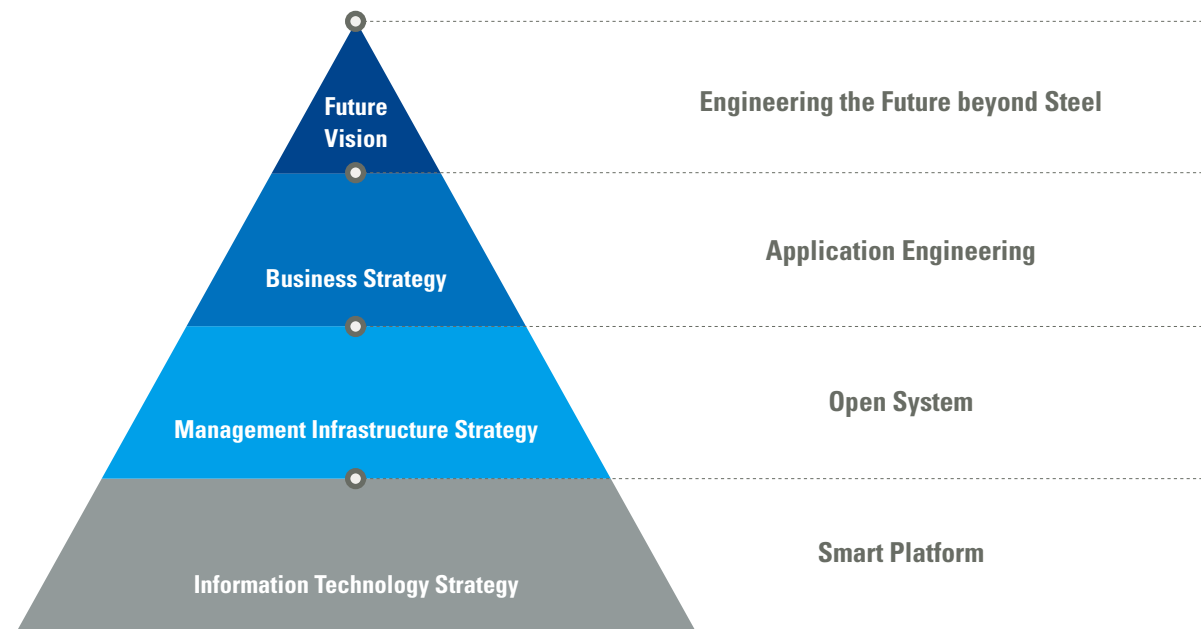 Future
Vision
Engineering the Future beyond Steel
Business Strategy
Application Engineering
Management Infrastructure Strategy
Open System
Information Technology Strategy
Smart Platform